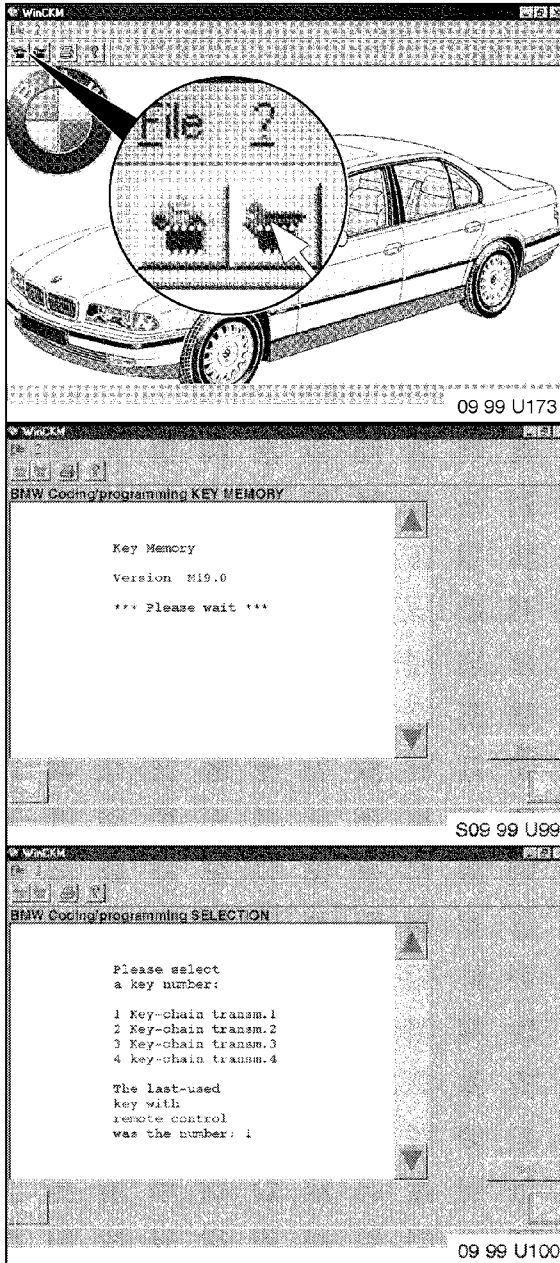 WinCKM
File ?
File ?
09 99 U173
WinCKM
File ?
BMW Coding/programming KEY MEMORY
Key Memory
Version M19.0
*** Please wait ***
S09 99 U99
WinCKM
File ?
BMW Coding/programming SELECTION
Please select
a key number:
1 Key-chain transm.1
2 Key-chain transm.2
3 Key-chain transm.3
4 key-chain transm.4
The last-used
key with
remote control
was the number: 1
09 99 U100